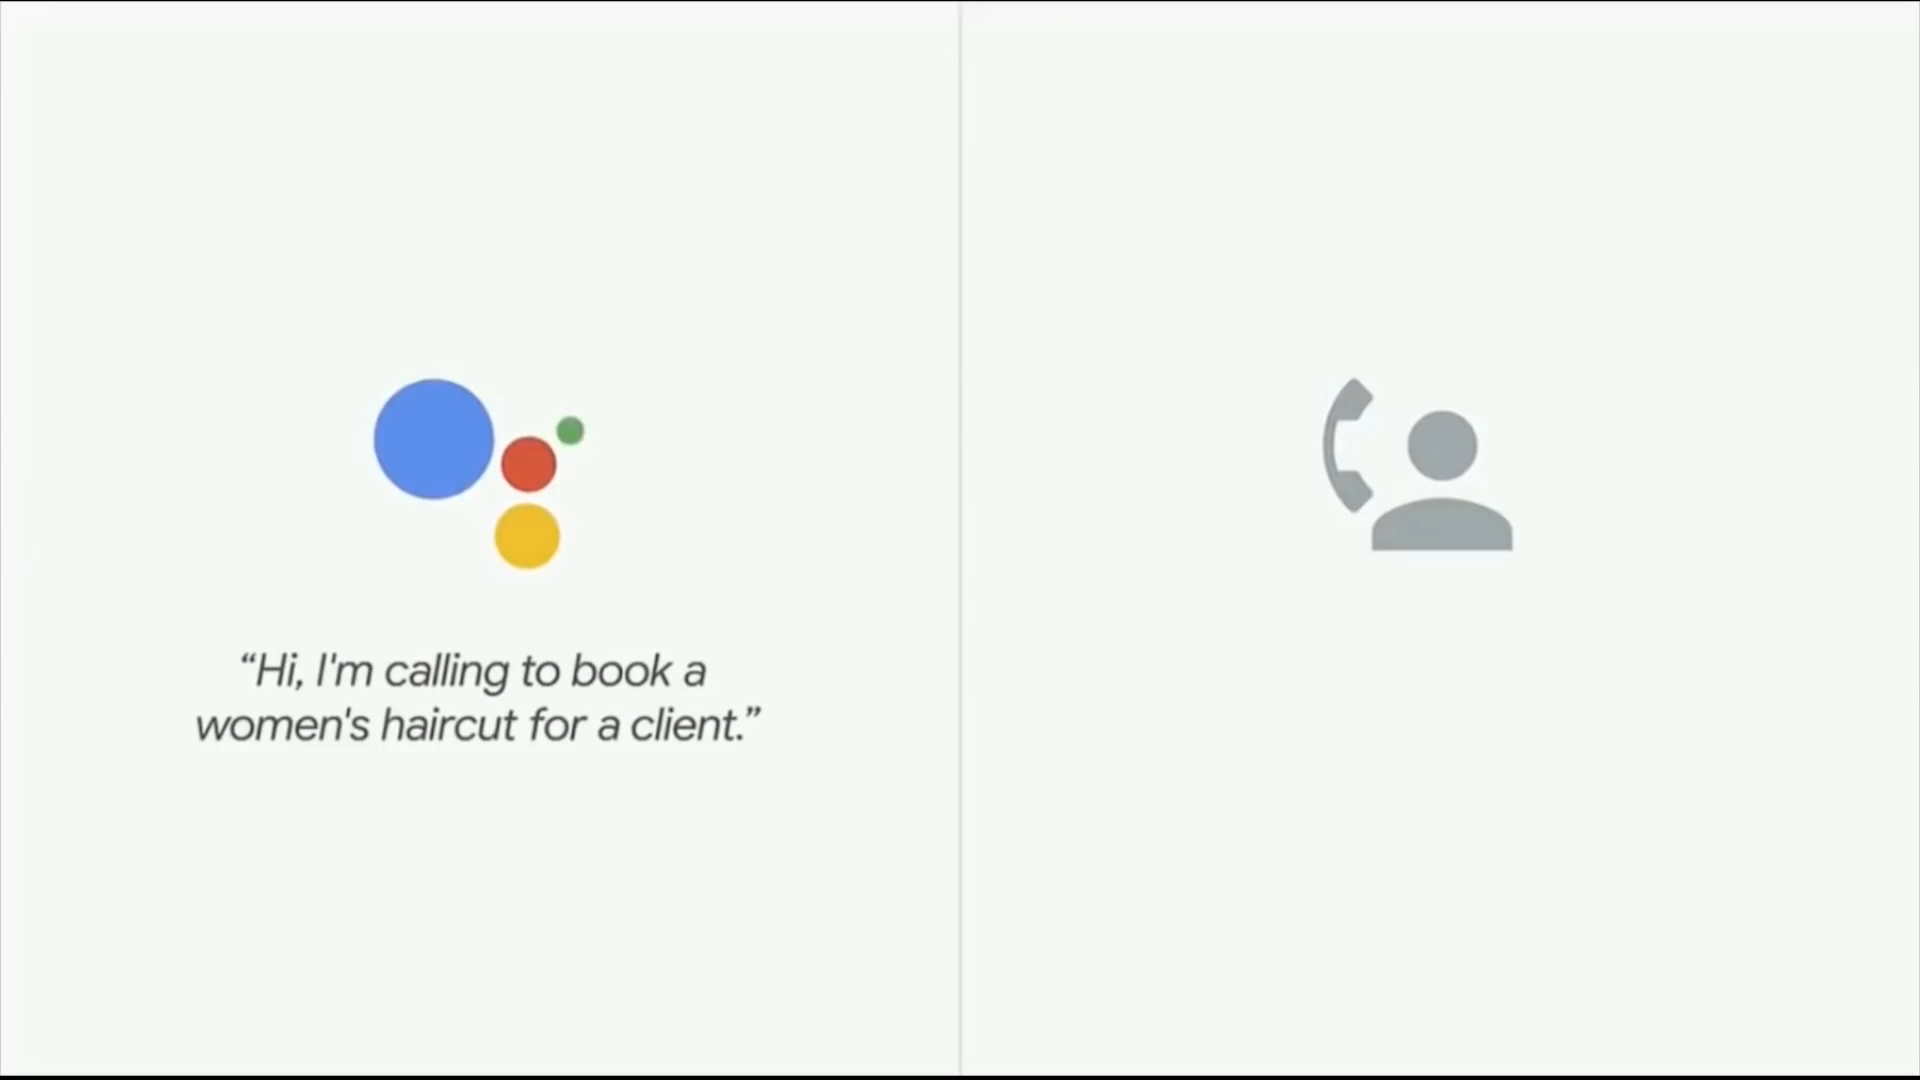 “Hi, I'm calling to book a
women's haircut for a client.”